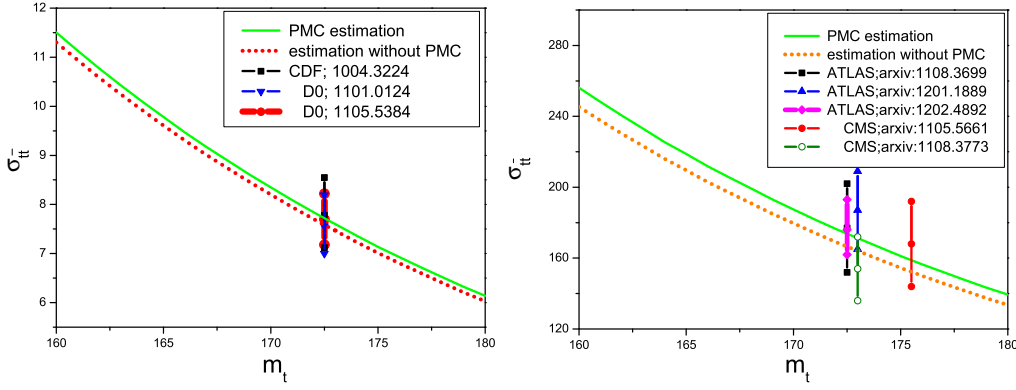 12
11
10
9
8
7
6
160
165
170
175
180
σtt̄
mt
PMC estimation
estimation without PMC
CDF; 1004.3224
D0; 1101.0124
D0; 1105.5384
280
240
200
160
120
160
165
170
175
180
σtt̄
mt
PMC estimation
estimation without PMC
ATLAS;arxiv:1108.3699
ATLAS;arxiv:1201.1889
ATLAS;arxiv:1202.4892
CMS;arxiv:1105.5661
CMS;arxiv:1108.3773